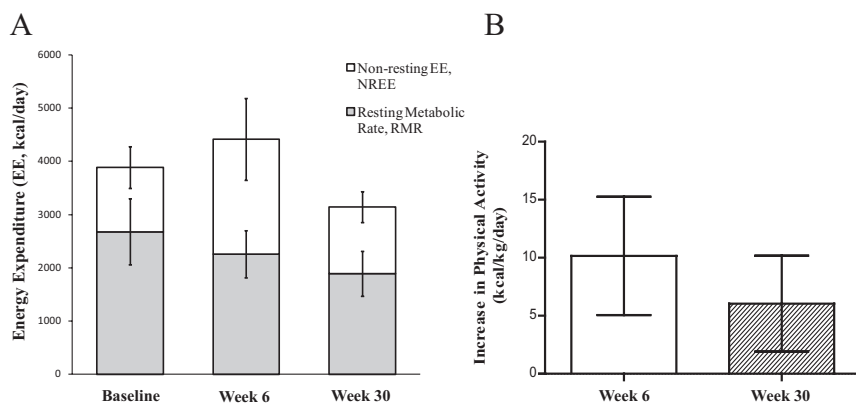 A
Energy Expenditure (EE, kcal/day)
6000
5000
4000
3000
2000
1000
0
Non-resting EE,
NREE
Resting Metabolic
Rate, RMR
Baseline
Week 6
Week 30
B
Increase in Physical Activity
(kcal/kg/day)
20
15
10
5
0
Week 6
Week 30